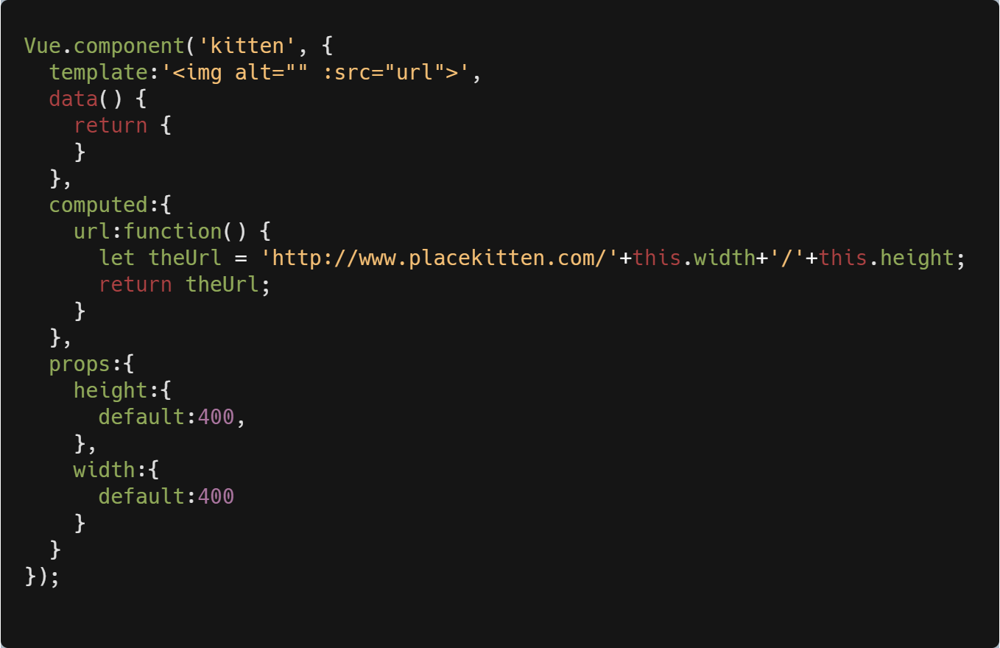 Vue.component('kitten', {
  template:'<img alt="" :src="url">',
  data() {
    return {
    }
  },
  computed:{
    url:function() {
      let theUrl = 'http://www.placekitten.com/'+this.width+'/'+this.height;
      return theUrl;
    }
  },
  props:{
    height:{
      default:400,
    },
    width:{
      default:400
    }
  }
});